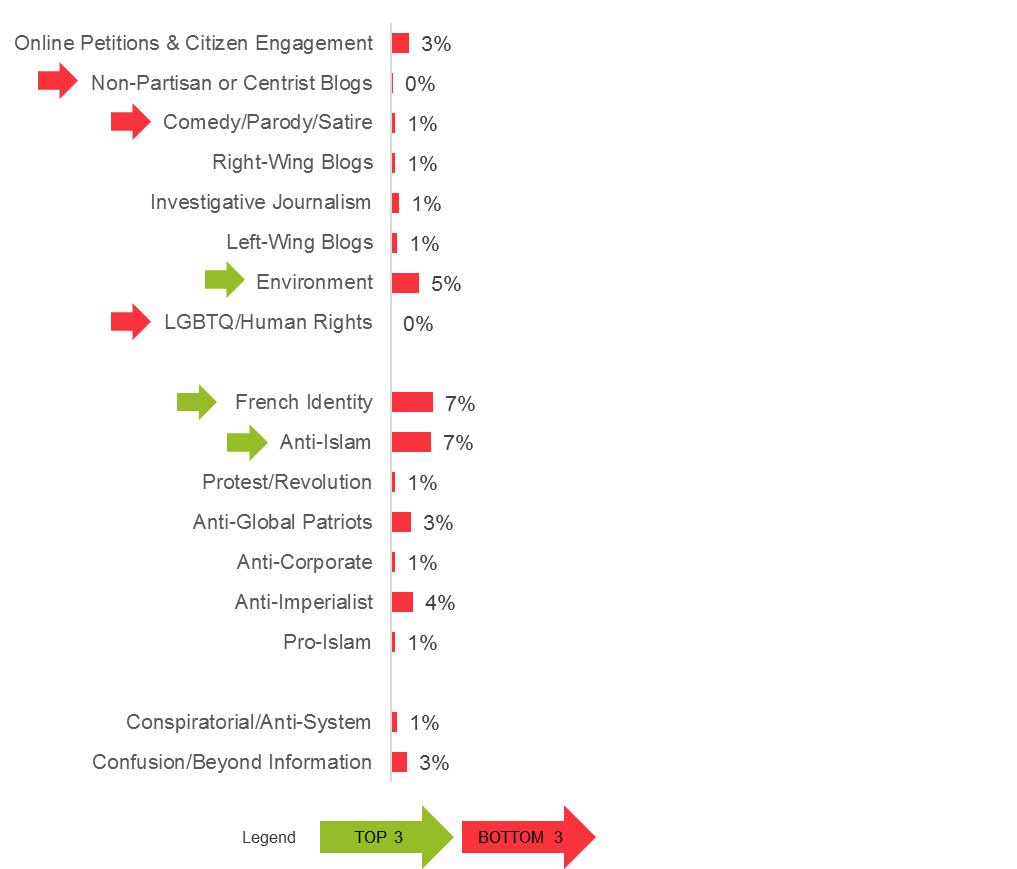 Online Petitions & Citizen Engagement 3%
Non-Partisan or Centrist Blogs 0%
Comedy/Parody/Satire 1%
Right-Wing Blogs 1%
Investigative Journalism 1%
Left-Wing Blogs 1%
Environment 5%
LGBTQ/Human Rights 0%
French Identity 7%
Anti-Islam 7%
Protest/Revolution 1%
Anti-Global Patriots 3%
Anti-Corporate 1%
Anti-Imperialist 4%
Pro-Islam 1%
Conspiratorial/Anti-System 1%
Confusion/Beyond Information 3%
Legend TOP 3 BOTTOM 3